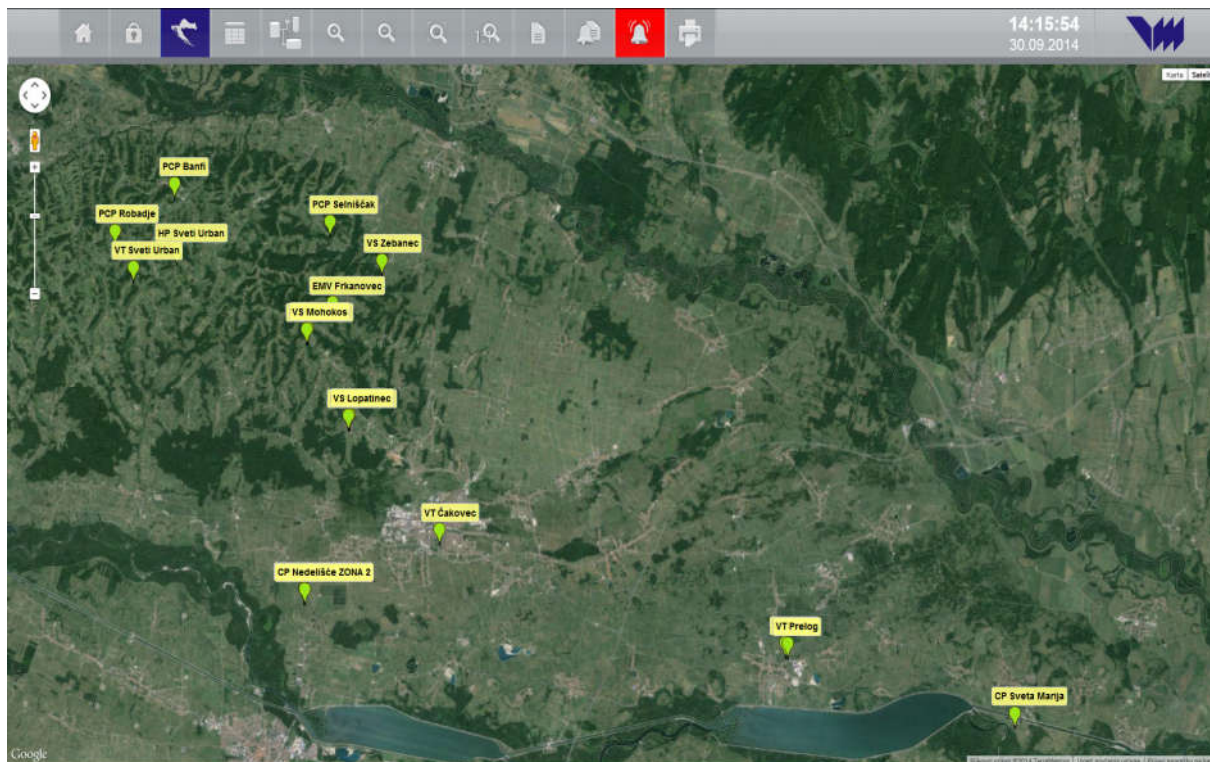 14:15:54
30.09.2014
Karta
PCP Banfi
PCP Robadje
PCP Selniščak
HP Sveti Urban
VT Sveti Urban
VS Zebanec
EMV Frkanovec
VS Mohokos
VS Lopatinec
VT Čakovec
CP Nedelišće ZONA 2
VT Prelog
CP Sveta Marija
Google